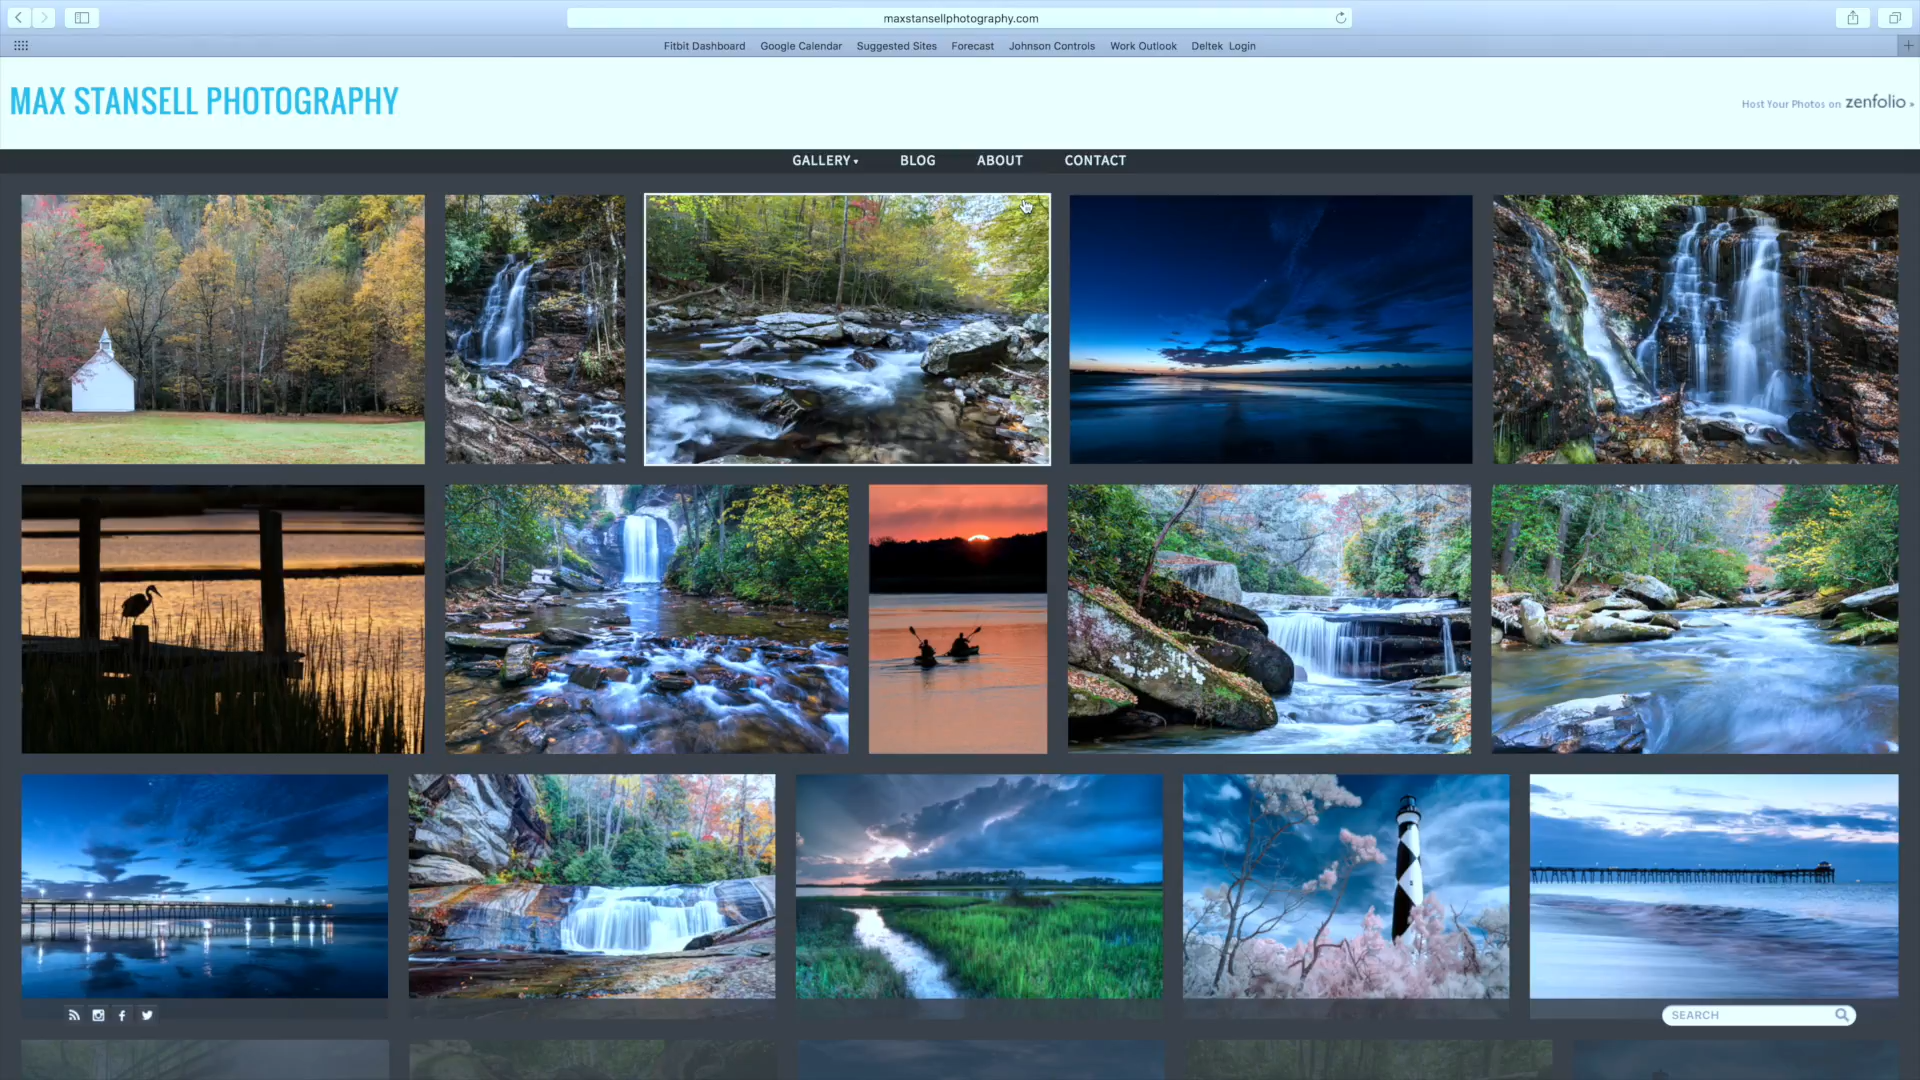 maxstansellphotography.com
Fitbit Dashboard Google Calendar Suggested Sites Forecast Johnson Controls Work Outlook Deltek Login
MAX STANSELL PHOTOGRAPHY
Host Your Photos on zenfolio »
GALLERY▾ BLOG ABOUT CONTACT
SEARCH